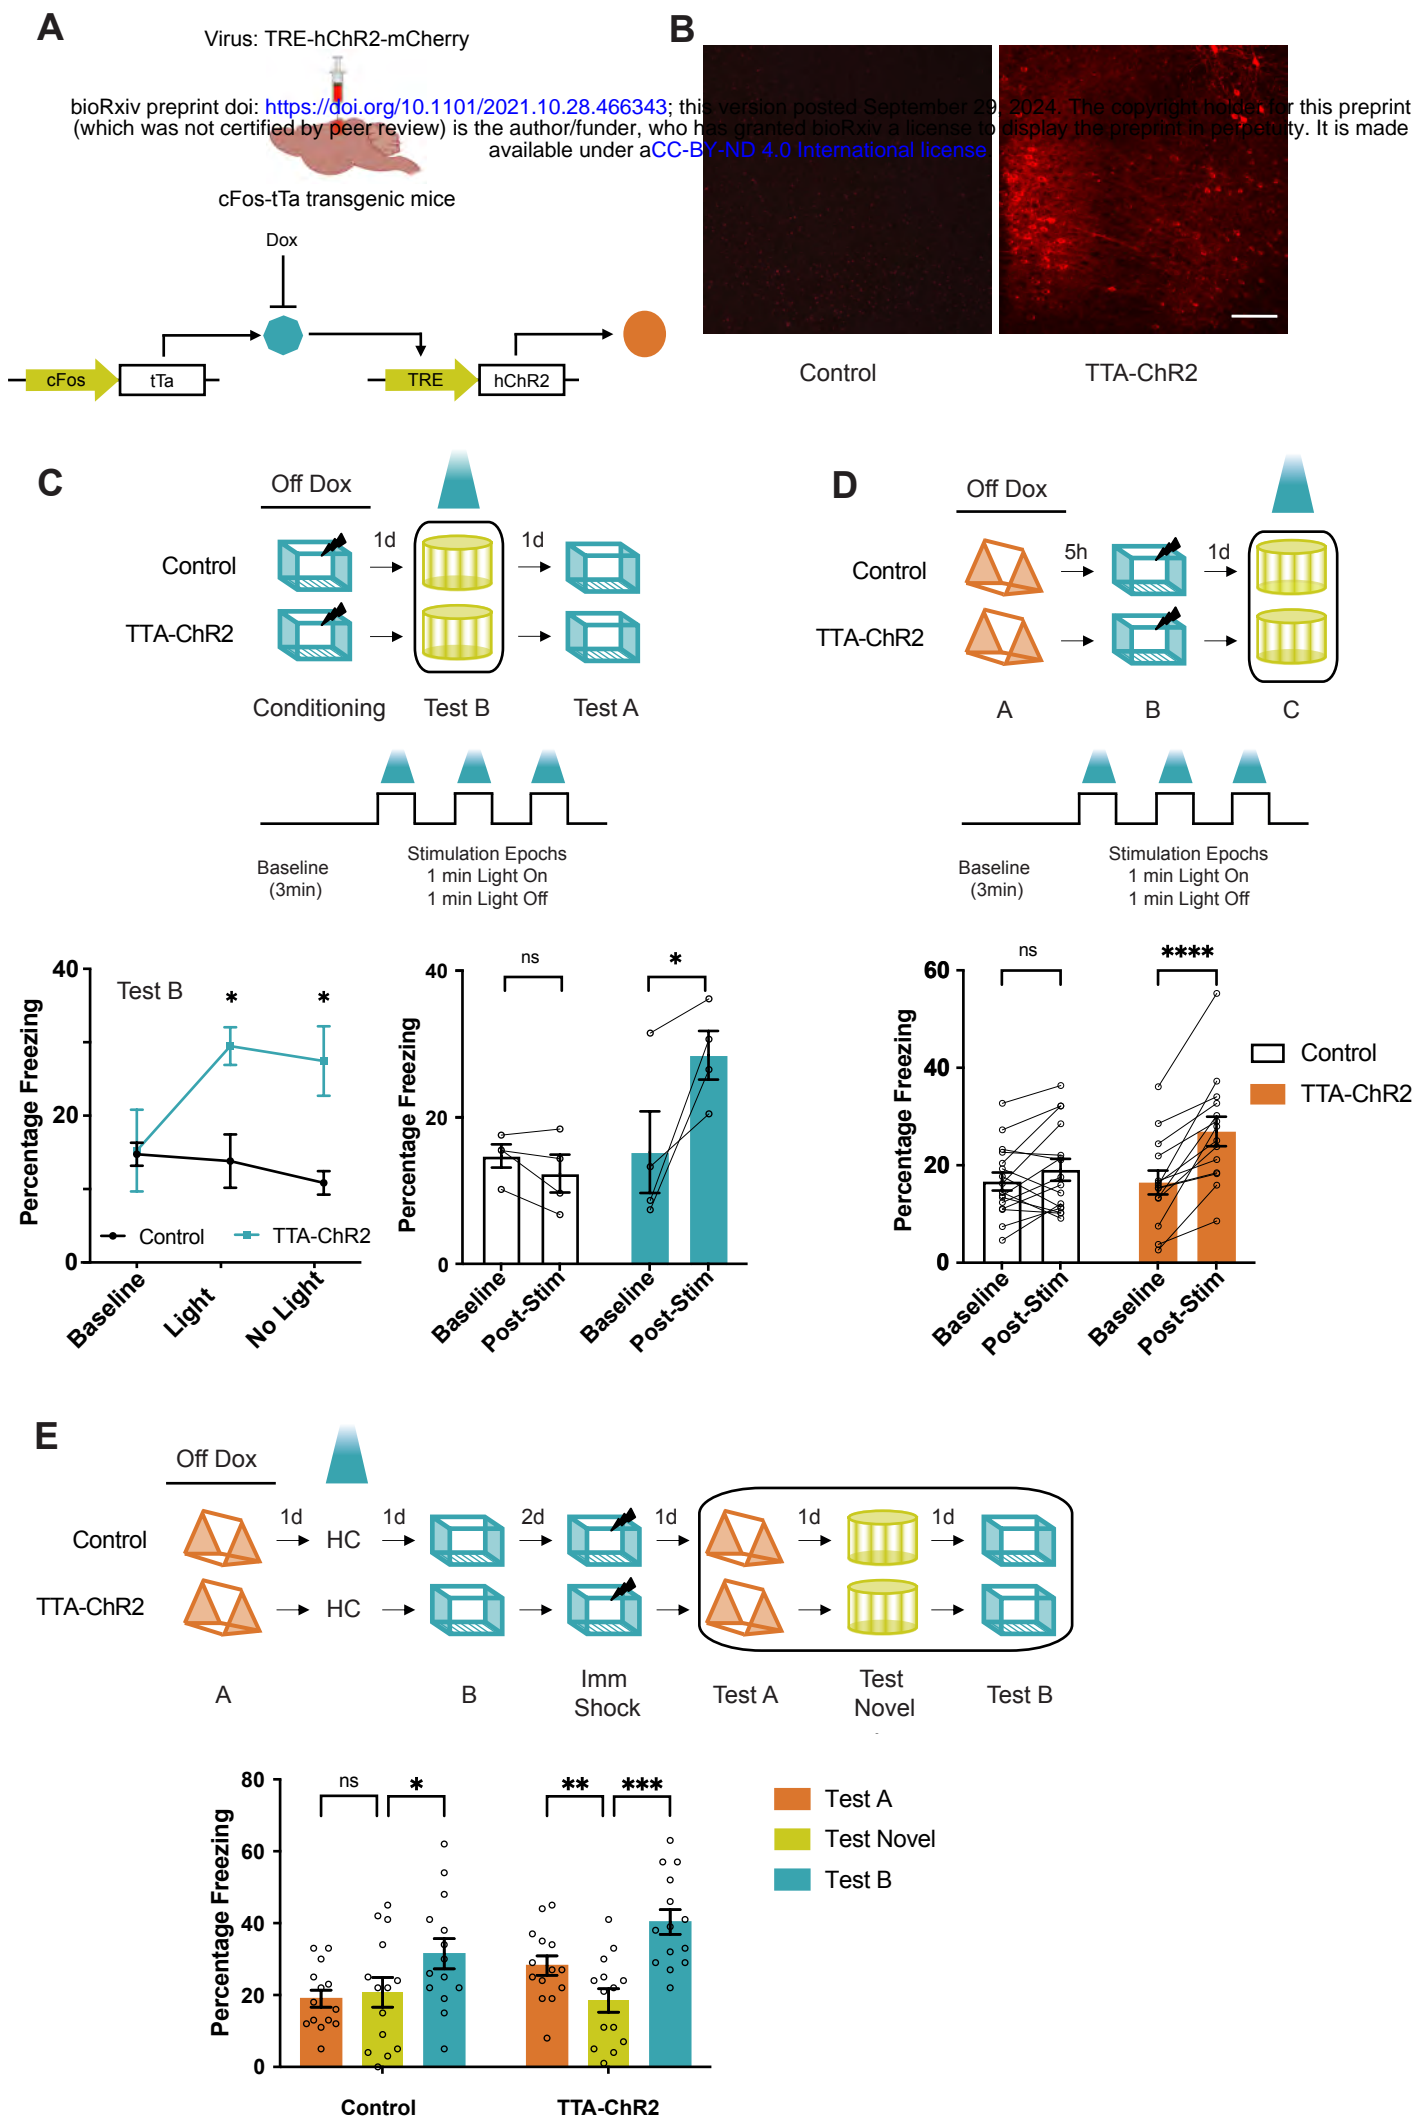 A
Virus: TRE-hChR2-mCherry
B
bioRxiv preprint doi: https://doi.org/10.1101/2021.10.28.466343; this version posted September 29, 2024. The copyright holder for this preprint
(which was not certified by peer review) is the author/funder, who has granted bioRxiv a license to display the preprint in perpetuity. It is made
available under aCC-BY-ND 4.0 International license
cFos-tTa transgenic mice
Dox
cFos
tTa
TRE
hChR2
Control
TTA-ChR2
C
Off Dox
Control
1d
1d
TTA-ChR2
Conditioning
Test B
Test A
Baseline
(3min)
Stimulation Epochs
1 min Light On
1 min Light Off
D
Off Dox
Control
5h
1d
TTA-ChR2
A
B
C
Baseline
(3min)
Stimulation Epochs
1 min Light On
1 min Light Off
Percentage Freezing
40
20
0
Test B
*
*
Control
TTA-ChR2
Baseline
Light
No Light
Percentage Freezing
40
20
0
ns
*
Baseline
Post-Stim
Baseline
Post-Stim
Percentage Freezing
60
40
20
0
ns
****
Baseline
Post-Stim
Baseline
Post-Stim
Control
TTA-ChR2
E
Off Dox
Control
1d
HC
1d
2d
1d
1d
1d
TTA-ChR2
HC
A
B
Imm
Shock
Test A
Test
Novel
Test B
Percentage Freezing
80
60
40
20
0
ns
*
**
***
Control
TTA-ChR2
Test A
Test Novel
Test B